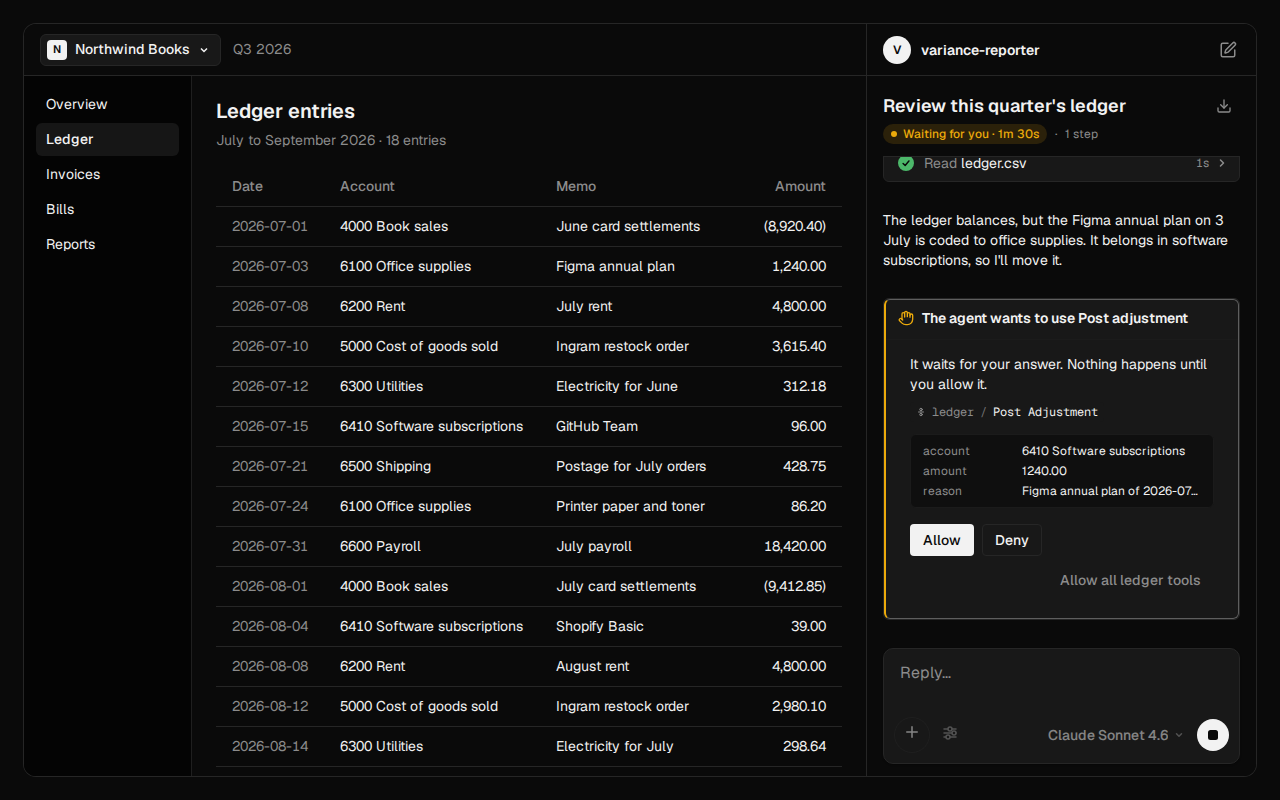 N Northwind Books Q3 2026
Overview
Ledger
Invoices
Bills
Reports
Ledger entries
July to September 2026 · 18 entries
Date Account Memo Amount
2026-07-01 4000 Book sales June card settlements (8,920.40)
2026-07-03 6100 Office supplies Figma annual plan 1,240.00
2026-07-08 6200 Rent July rent 4,800.00
2026-07-10 5000 Cost of goods sold Ingram restock order 3,615.40
2026-07-12 6300 Utilities Electricity for June 312.18
2026-07-15 6410 Software subscriptions GitHub Team 96.00
2026-07-21 6500 Shipping Postage for July orders 428.75
2026-07-24 6100 Office supplies Printer paper and toner 86.20
2026-07-31 6600 Payroll July payroll 18,420.00
2026-08-01 4000 Book sales July card settlements (9,412.85)
2026-08-04 6410 Software subscriptions Shopify Basic 39.00
2026-08-08 6200 Rent August rent 4,800.00
2026-08-12 5000 Cost of goods sold Ingram restock order 2,980.10
2026-08-14 6300 Utilities Electricity for July 298.64
V variance-reporter
Review this quarter's ledger
Waiting for you · 1m 30s · 1 step
Read ledger.csv 1s
The ledger balances, but the Figma annual plan on 3
July is coded to office supplies. It belongs in software
subscriptions, so I'll move it.
The agent wants to use Post adjustment
It waits for your answer. Nothing happens until
you allow it.
ledger / Post Adjustment
account 6410 Software subscriptions
amount 1240.00
reason Figma annual plan of 2026-07…
Allow Deny
Allow all ledger tools
Reply…
Claude Sonnet 4.6